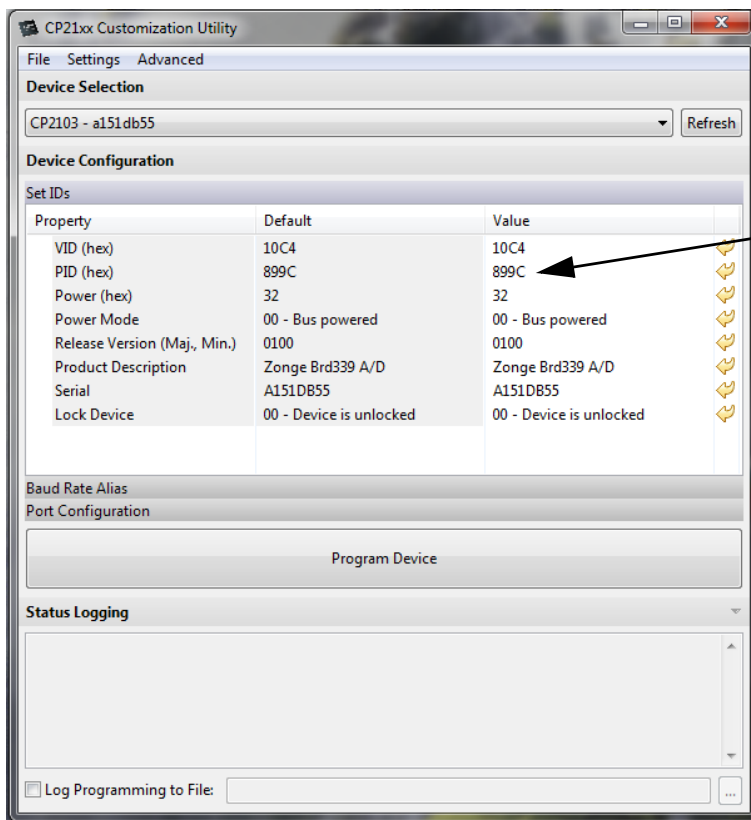 CP21xx Customization Utility
File Settings Advanced
Device Selection
CP2103 - a151db55 Refresh
Device Configuration
Set IDs
Property Default Value
VID (hex) 10C4 10C4
PID (hex) 899C 899C
Power (hex) 32 32
Power Mode 00 - Bus powered 00 - Bus powered
Release Version (Maj., Min.) 0100 0100
Product Description Zonge Brd339 A/D Zonge Brd339 A/D
Serial A151DB55 A151DB55
Lock Device 00 - Device is unlocked 00 - Device is unlocked
Baud Rate Alias
Port Configuration
Program Device
Status Logging
Log Programming to File: ...